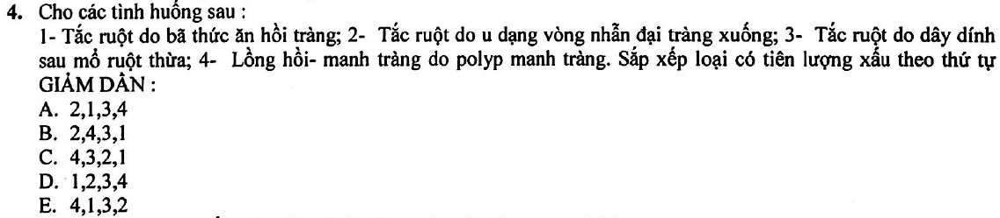 4. Cho các tình huống sau :
1- Tắc ruột do bã thức ăn hồi tràng; 2- Tắc ruột do u dạng vòng nhẫn đại tràng xuống; 3- Tắc ruột do dây dính
sau mổ ruột thừa; 4- Lồng hồi- manh tràng do polyp manh tràng. Sắp xếp loại có tiên lượng xấu theo thứ tự
GIẢM DẦN :
A. 2,1,3,4
B. 2,4,3,1
C. 4,3,2,1
D. 1,2,3,4
E. 4,1,3,2